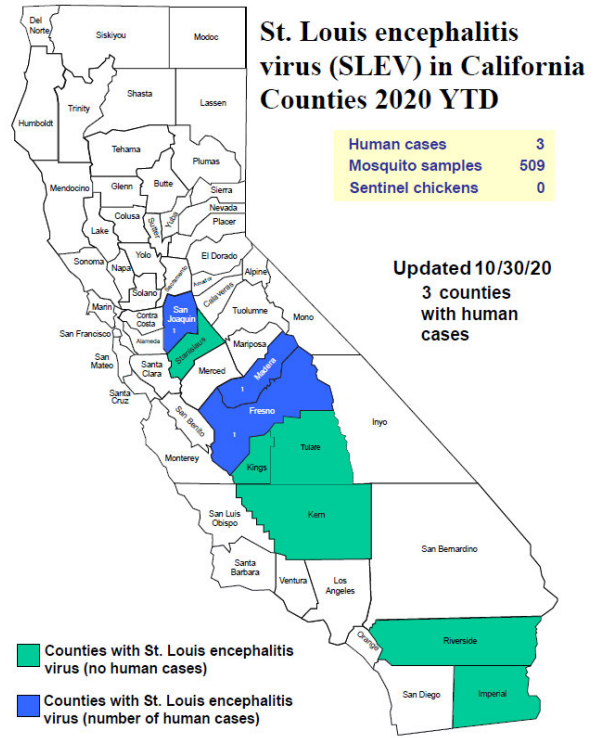 St. Louis encephalitis
virus (SLEV) in California
Counties 2020 YTD
Human cases 3
Mosquito samples 509
Sentinel chickens 0
Updated 10/30/20
3 counties
with human
cases
Del
Norte
Siskiyou
Modoc
Humboldt
Trinity
Shasta
Lassen
Tehama
Plumas
Mendocino
Glenn
Butte
Sierra
Nevada
Placer
Colusa
Sutter
Yuba
Lake
El Dorado
Sonoma
Napa
Yolo
Sacramento
Amador
Alpine
Solano
Calaveras
Marin
Contra
Costa
San
Joaquin
1
Tuolumne
Mono
San Francisco
Alameda
Stanislaus
Mariposa
San
Mateo
Santa
Clara
Merced
Madera
1
Santa
Cruz
San Benito
Fresno
1
Inyo
Monterey
Kings
Tulare
San Luis
Obispo
Kern
San Bernardino
Santa
Barbara
Ventura
Los
Angeles
Orange
Riverside
San Diego
Imperial
Counties with St. Louis encephalitis
virus (no human cases)
Counties with St. Louis encephalitis
virus (number of human cases)